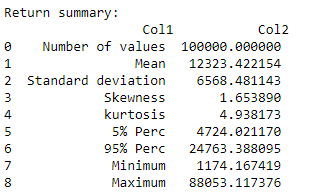 Return summary:
Col1 Col2
0 Number of values 100000.000000
1 Mean 12323.422154
2 Standard deviation 6568.481143
3 Skewness 1.653890
4 kurtosis 4.938173
5 5% Perc 4724.021170
6 95% Perc 24763.388095
7 Minimum 1174.167419
8 Maximum 88053.117376